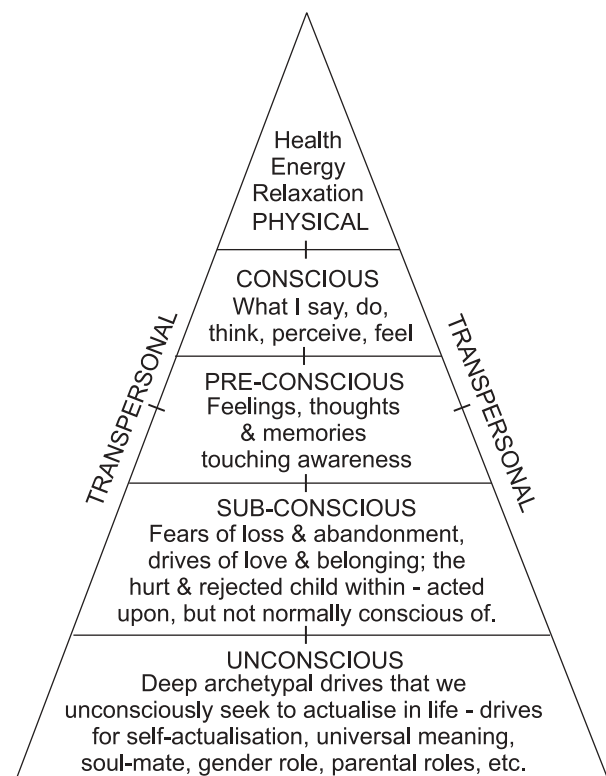 Health
Energy
Relaxation
PHYSICAL
CONSCIOUS
What I say, do,
think, perceive, feel
TRANSPERSONAL
TRANSPERSONAL
PRE-CONSCIOUS
Feelings, thoughts
& memories
touching awareness
SUB-CONSCIOUS
Fears of loss & abandonment,
drives of love & belonging; the
hurt & rejected child within - acted
upon, but not normally conscious of.
UNCONSCIOUS
Deep archetypal drives that we
unconsciously seek to actualise in life - drives
for self-actualisation, universal meaning,
soul-mate, gender role, parental roles, etc.